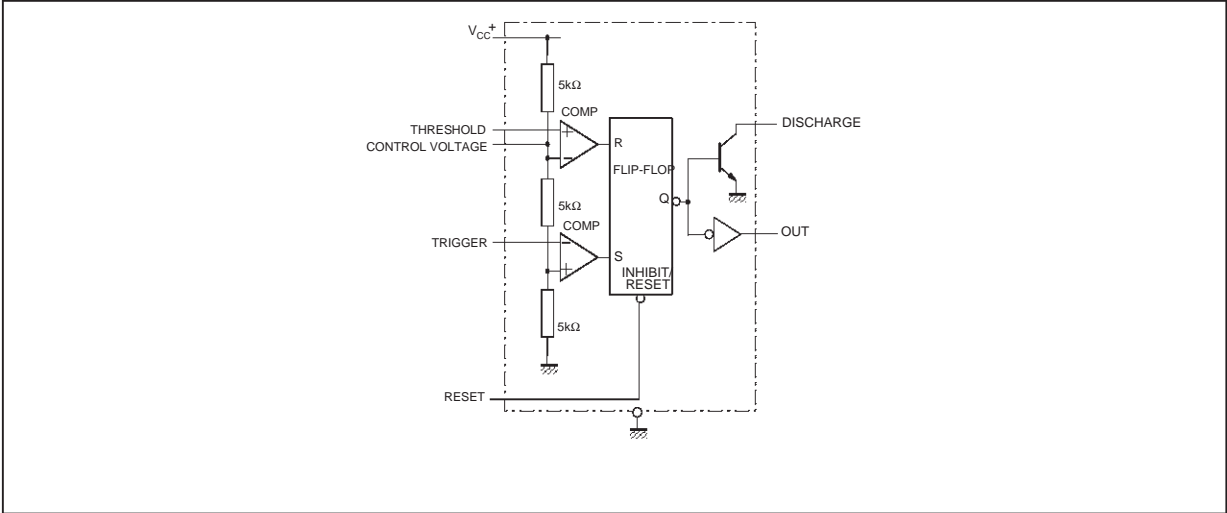 VCC+
5kΩ
COMP
THRESHOLD
CONTROL VOLTAGE
R
FLIP-FLOP
DISCHARGE
Q
5kΩ
COMP
TRIGGER
S
OUT
INHIBIT/
RESET
5kΩ
RESET